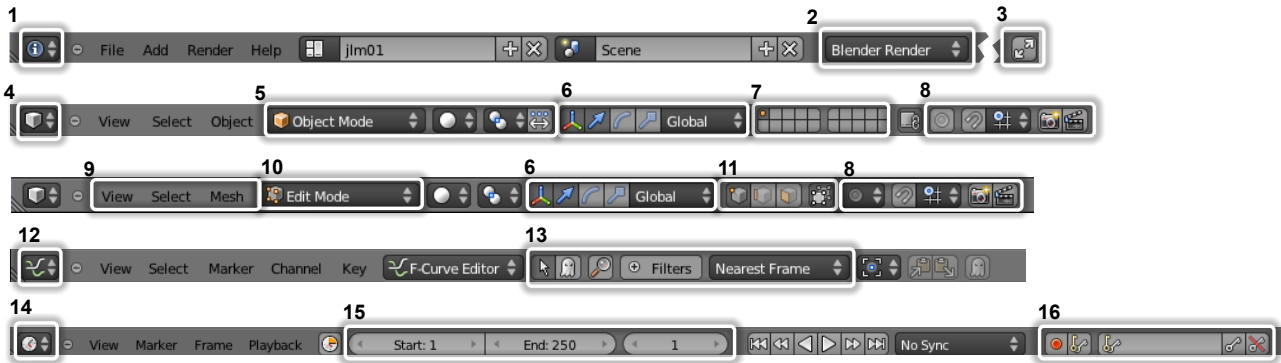 1 2 3
File Add Render Help jlm01 Scene Blender Render
4 5 6 7 8
View Select Object Object Mode Global
9 10 6 11 8
View Select Mesh Edit Mode Global
12 13
View Select Marker Channel Key F-Curve Editor Filters Nearest Frame
14 15 16
View Marker Frame Playback Start: 1 End: 250 1 No Sync